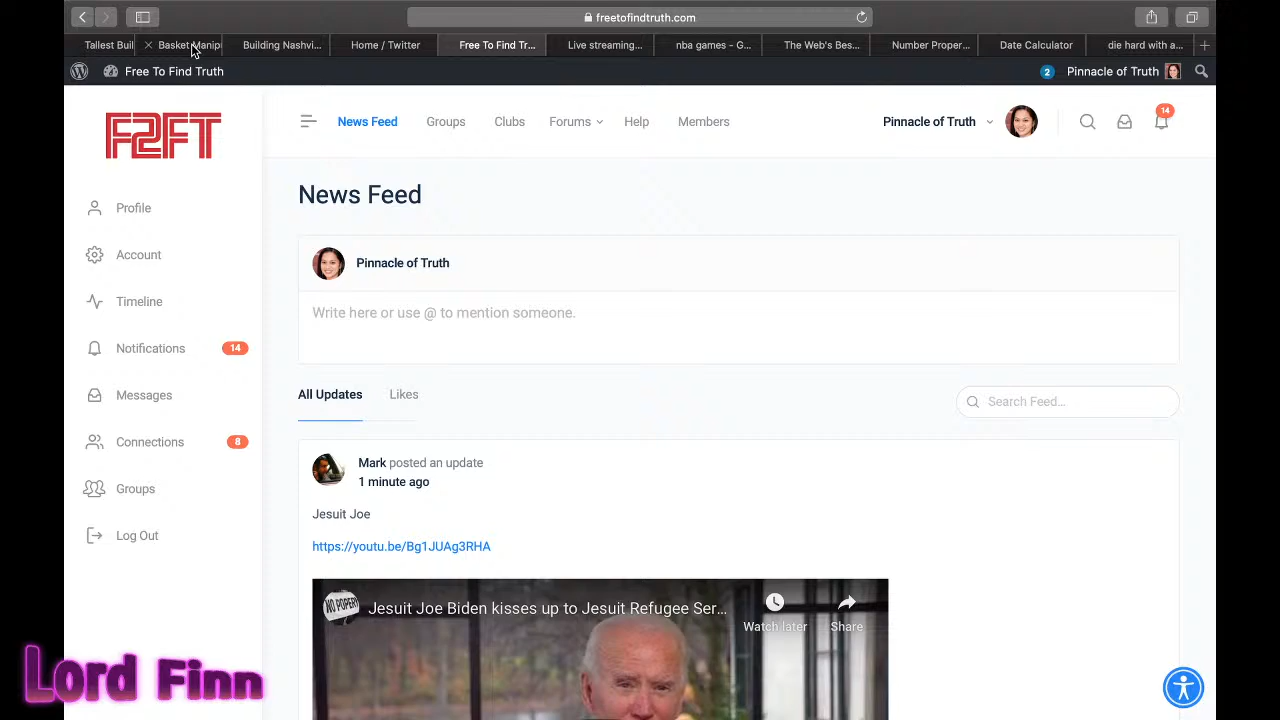 freetofindtruth.com
Tallest Buil
Basket Manip
Building Nashvi...
Home / Twitter
Free To Find Tr...
Live streaming...
nba games - G...
The Web's Bes...
Number Proper...
Date Calculator
die hard with a...
Free To Find Truth
2
Pinnacle of Truth
F2FT
News Feed
Groups
Clubs
Forums
Help
Members
Pinnacle of Truth
14
Profile
Account
Timeline
Notifications
14
Messages
Connections
8
Groups
Log Out
News Feed
Pinnacle of Truth
Write here or use @ to mention someone.
All Updates
Likes
Search Feed...
Mark posted an update
1 minute ago
Jesuit Joe
https://youtu.be/Bg1JUAg3RHA
NO POPERY
Jesuit Joe Biden kisses up to Jesuit Refugee Ser...
Watch later
Share
Lord Finn